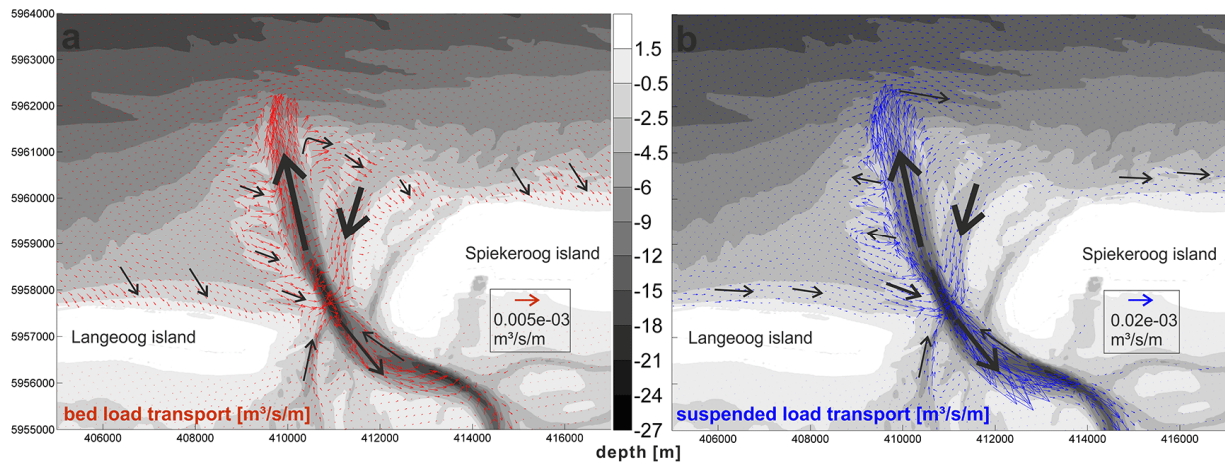 a
5964000
5963000
5962000
5961000
5960000
5959000
5958000
5957000
5956000
5955000
406000
408000
410000
412000
414000
416000
Spiekeroog island
Langeoog island
0.005e-03
m³/s/m
bed load transport [m³/s/m]
1.5
-0.5
-2.5
-4.5
-6
-9
-12
-15
-18
-21
-24
-27
depth [m]
b
Spiekeroog island
Langeoog island
0.02e-03
m³/s/m
suspended load transport [m³/s/m]
406000
408000
410000
412000
414000
416000